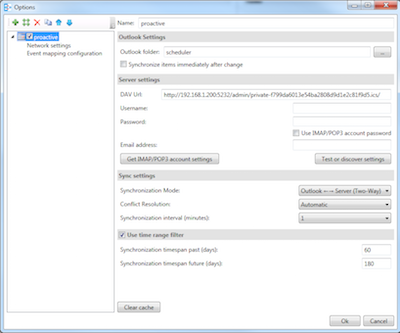 Options
proactive
Network settings
Event mapping configuration
Name: proactive
Outlook Settings
Outlook folder: scheduler ...
Synchronize items immediately after change
Server settings
DAV Url: http://192.168.1.200:5232/admin/private-f799da6013e54ba2808d9d1e2c81f9d5.ics/
Username:
Password:
Use IMAP/POP3 account password
Email address:
Get IMAP/POP3 account settings Test or discover settings
Sync settings
Synchronization Mode: Outlook ←→ Server (Two-Way)
Conflict Resolution: Automatic
Synchronization interval (minutes): 1
Use time range filter
Synchronization timespan past (days): 60
Synchronization timespan future (days): 180
Clear cache
Ok Cancel